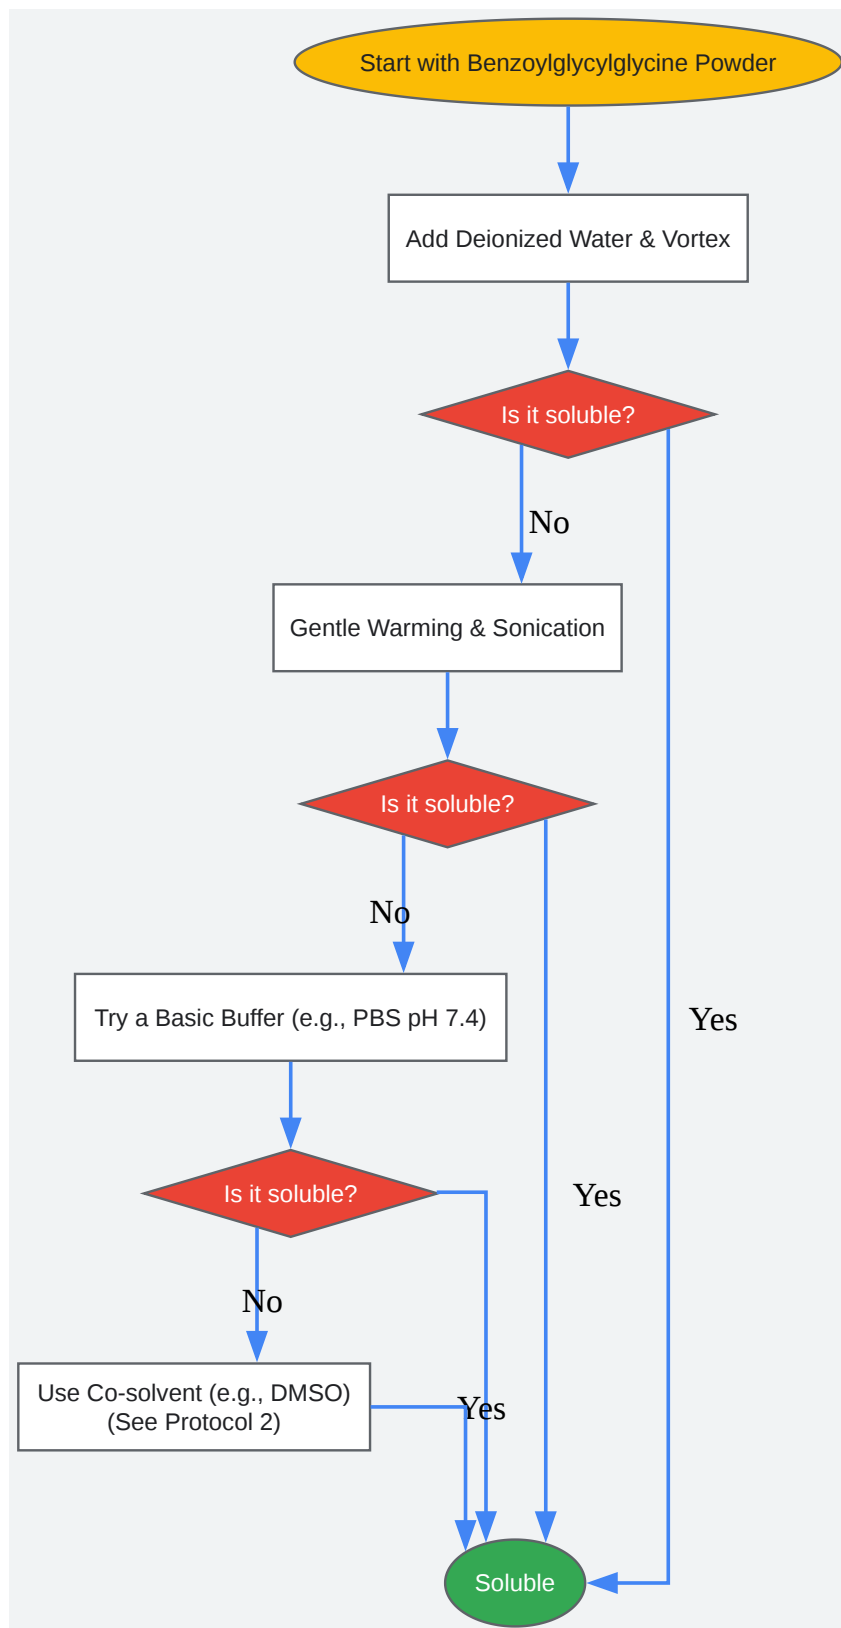 Start with Benzoylglycylglycine Powder
Add Deionized Water & Vortex
Is it soluble?
No
Gentle Warming & Sonication
Is it soluble?
No
Try a Basic Buffer (e.g., PBS pH 7.4)
Yes
Is it soluble?
Yes
No
Use Co-solvent (e.g., DMSO)
(See Protocol 2)
Yes
Soluble